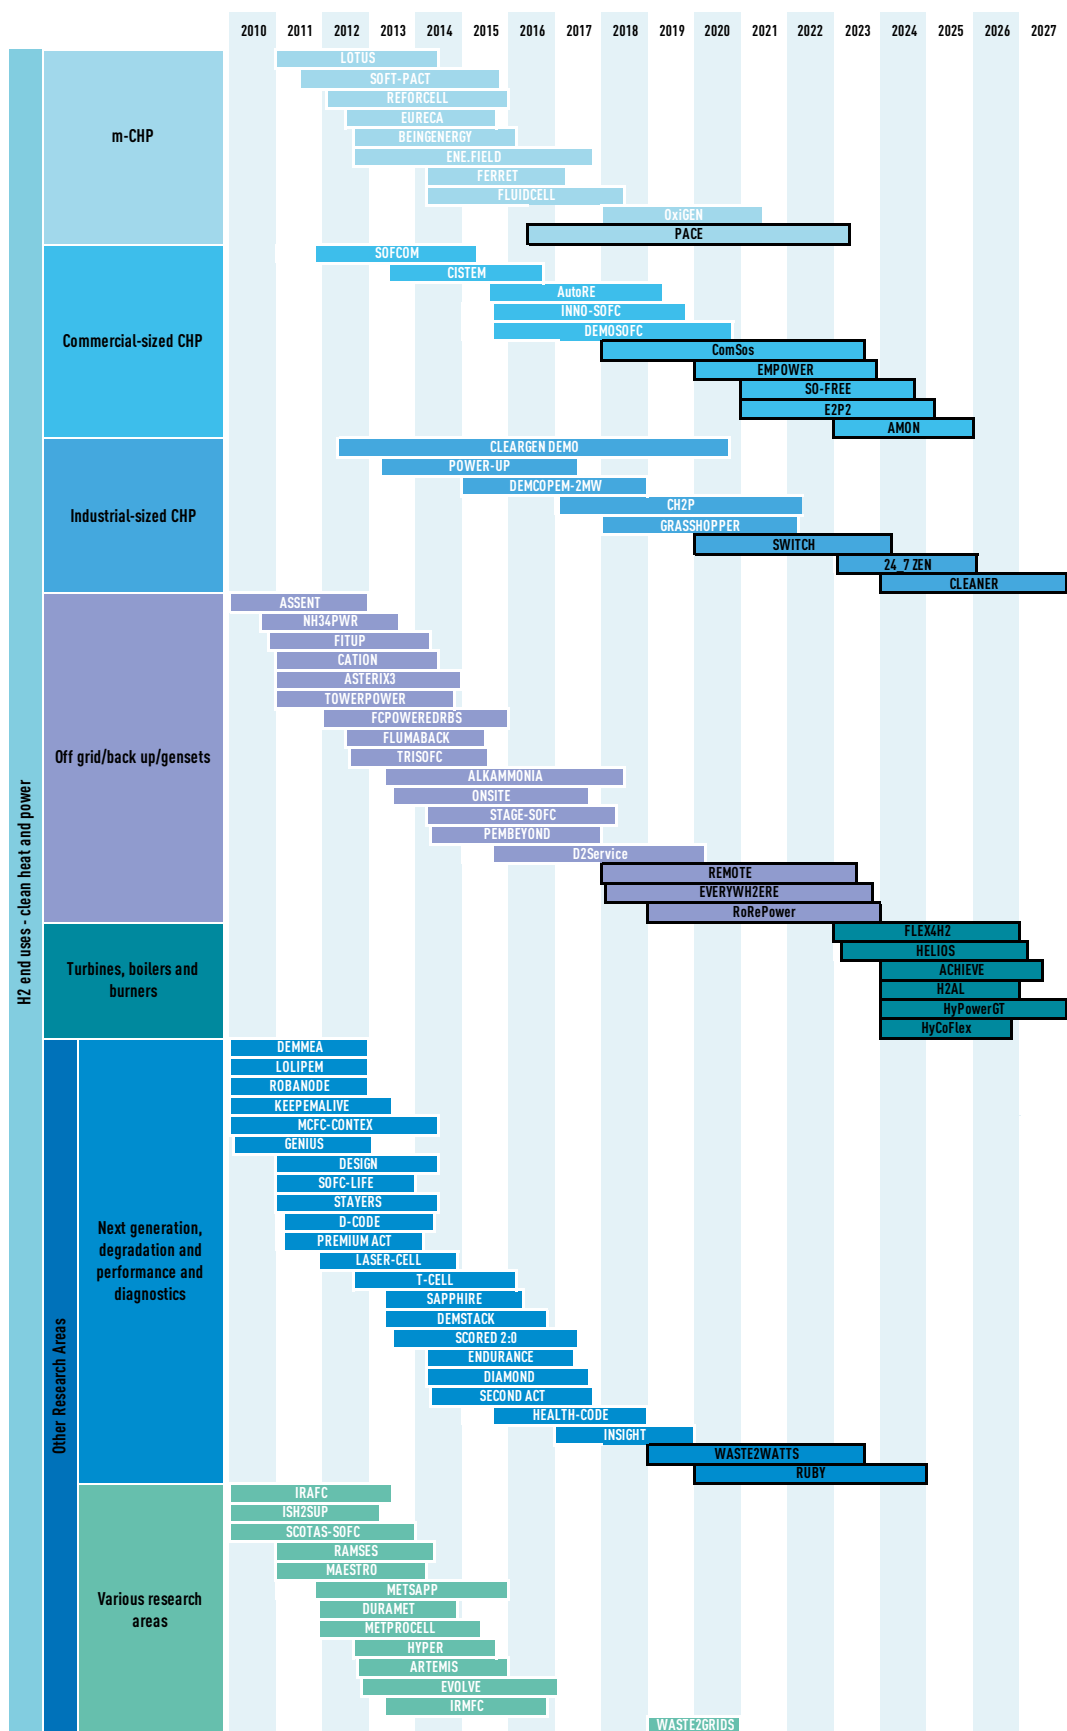 2010 2011 2012 2013 2014 2015 2016 2017 2018 2019 2020 2021 2022 2023 2024 2025 2026 2027
H2 end uses - clean heat and power
m-CHP
LOTUS
SOFT-PACT
REFORCELL
EURECA
BEINGENERGY
ENE.FIELD
FERRET
FLUIDCELL
OxiGEN
PACE
Commercial-sized CHP
SOFCOM
CISTEM
AutoRE
INNO-SOFC
DEMOSOFC
ComSos
EMPOWER
SO-FREE
E2P2
AMON
Industrial-sized CHP
CLEARGEN DEMO
POWER-UP
DEMCOPEM-2MW
CH2P
GRASSHOPPER
SWITCH
24_7 ZEN
CLEANER
Off grid/back up/gensets
ASSENT
NH34PWR
FITUP
CATION
ASTERIX3
TOWERPOWER
FCPOWEREDRBS
FLUMABACK
TRISOFC
ALKAMMONIA
ONSITE
STAGE-SOFC
PEMBEYOND
D2Service
REMOTE
EVERYWH2ERE
RoRePower
Turbines, boilers and
burners
FLEX4H2
HELIOS
ACHIEVE
H2AL
HyPowerGT
HyCoFlex
Other Research Areas
Next generation,
degradation and
performance and
diagnostics
DEMMEA
LOLIPEM
ROBANODE
KEEPEMALIVE
MCFC-CONTEX
GENIUS
DESIGN
SOFC-LIFE
STAYERS
D-CODE
PREMIUM ACT
LASER-CELL
T-CELL
SAPPHIRE
DEMSTACK
SCORED 2:0
ENDURANCE
DIAMOND
SECOND ACT
HEALTH-CODE
INSIGHT
WASTE2WATTS
RUBY
Various research
areas
IRAFC
ISH2SUP
SCOTAS-SOFC
RAMSES
MAESTRO
METSAPP
DURAMET
METPROCELL
HYPER
ARTEMIS
EVOLVE
IRMFC
WASTE2GRIDS